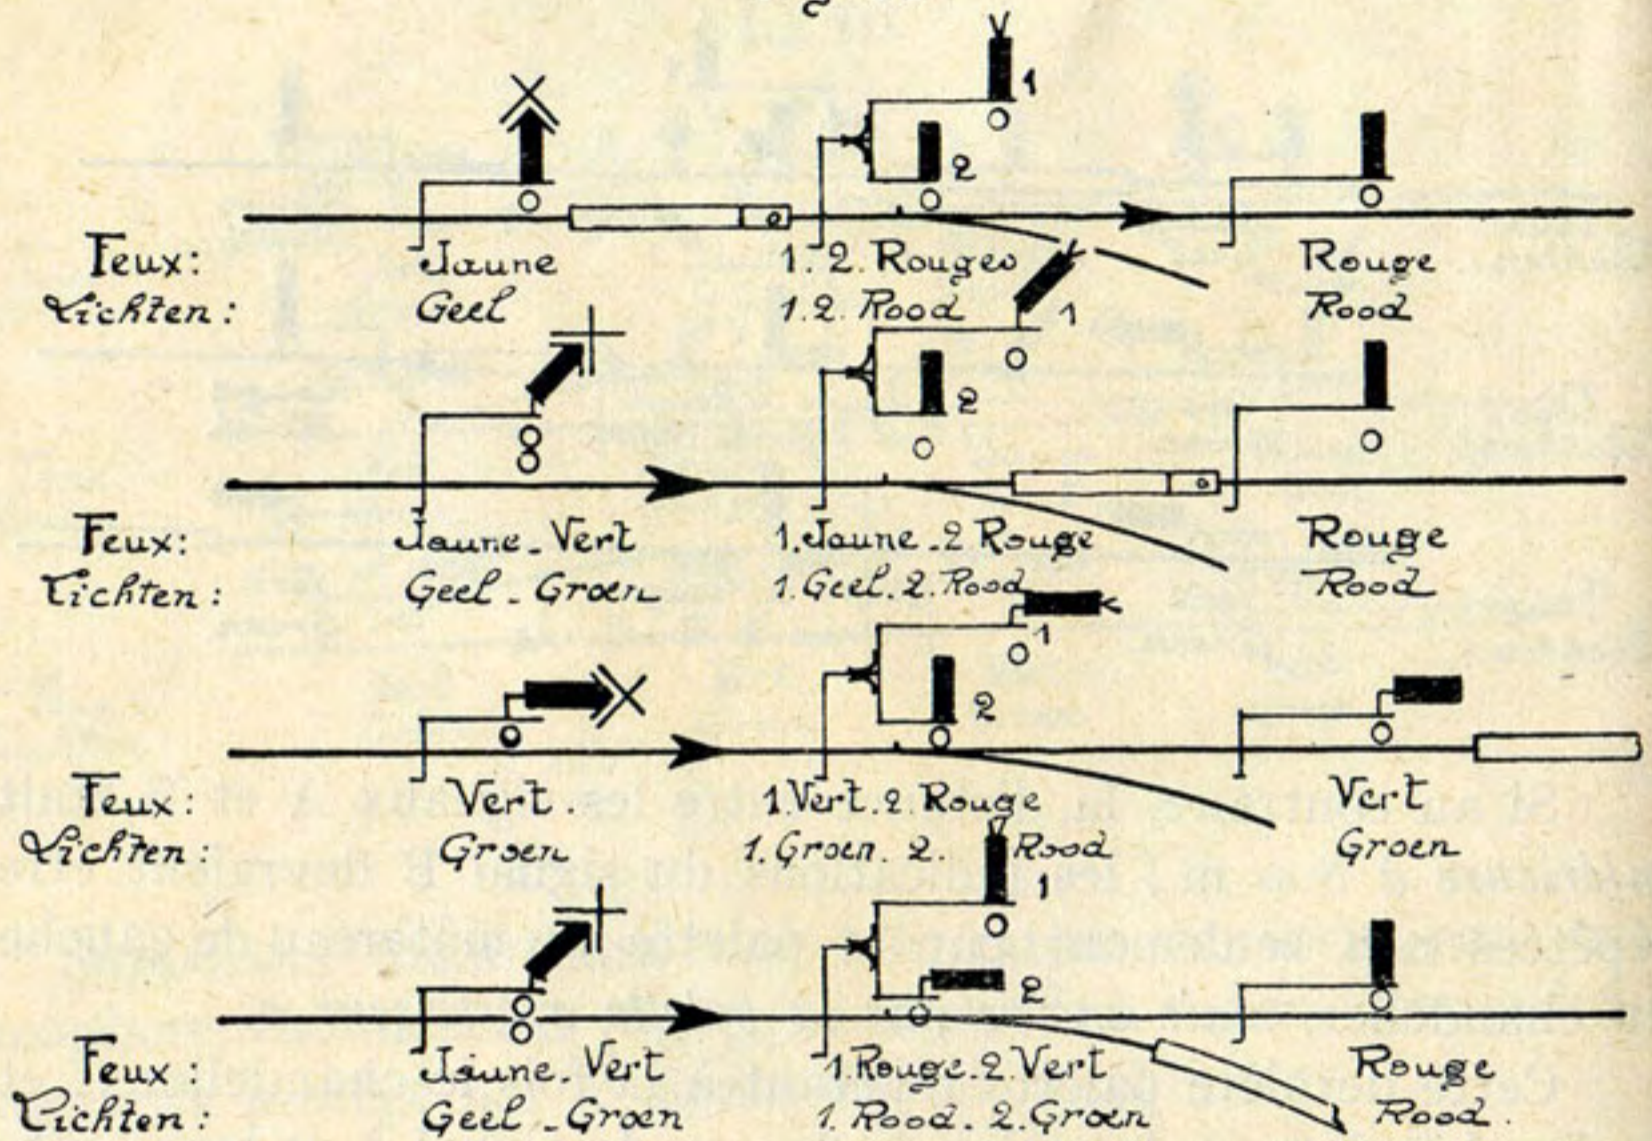 1
2
Feux: Jaune 1. 2. Rouges Rouge
Lichten: Geel 1.2. Rood Rood
1
2
Feux: Jaune - Vert 1. Jaune - 2 Rouge Rouge
Lichten: Geel - Groen 1. Geel. 2. Rood Rood
1
2
Feux: Vert. 1. Vert. 2. Rouge Vert
Lichten: Groen 1. Groen. 2. Rood Groen
1
2
Feux: Jaune. Vert 1. Rouge. 2. Vert Rouge
Lichten: Geel - Groen 1. Rood. 2. Groen Rood.